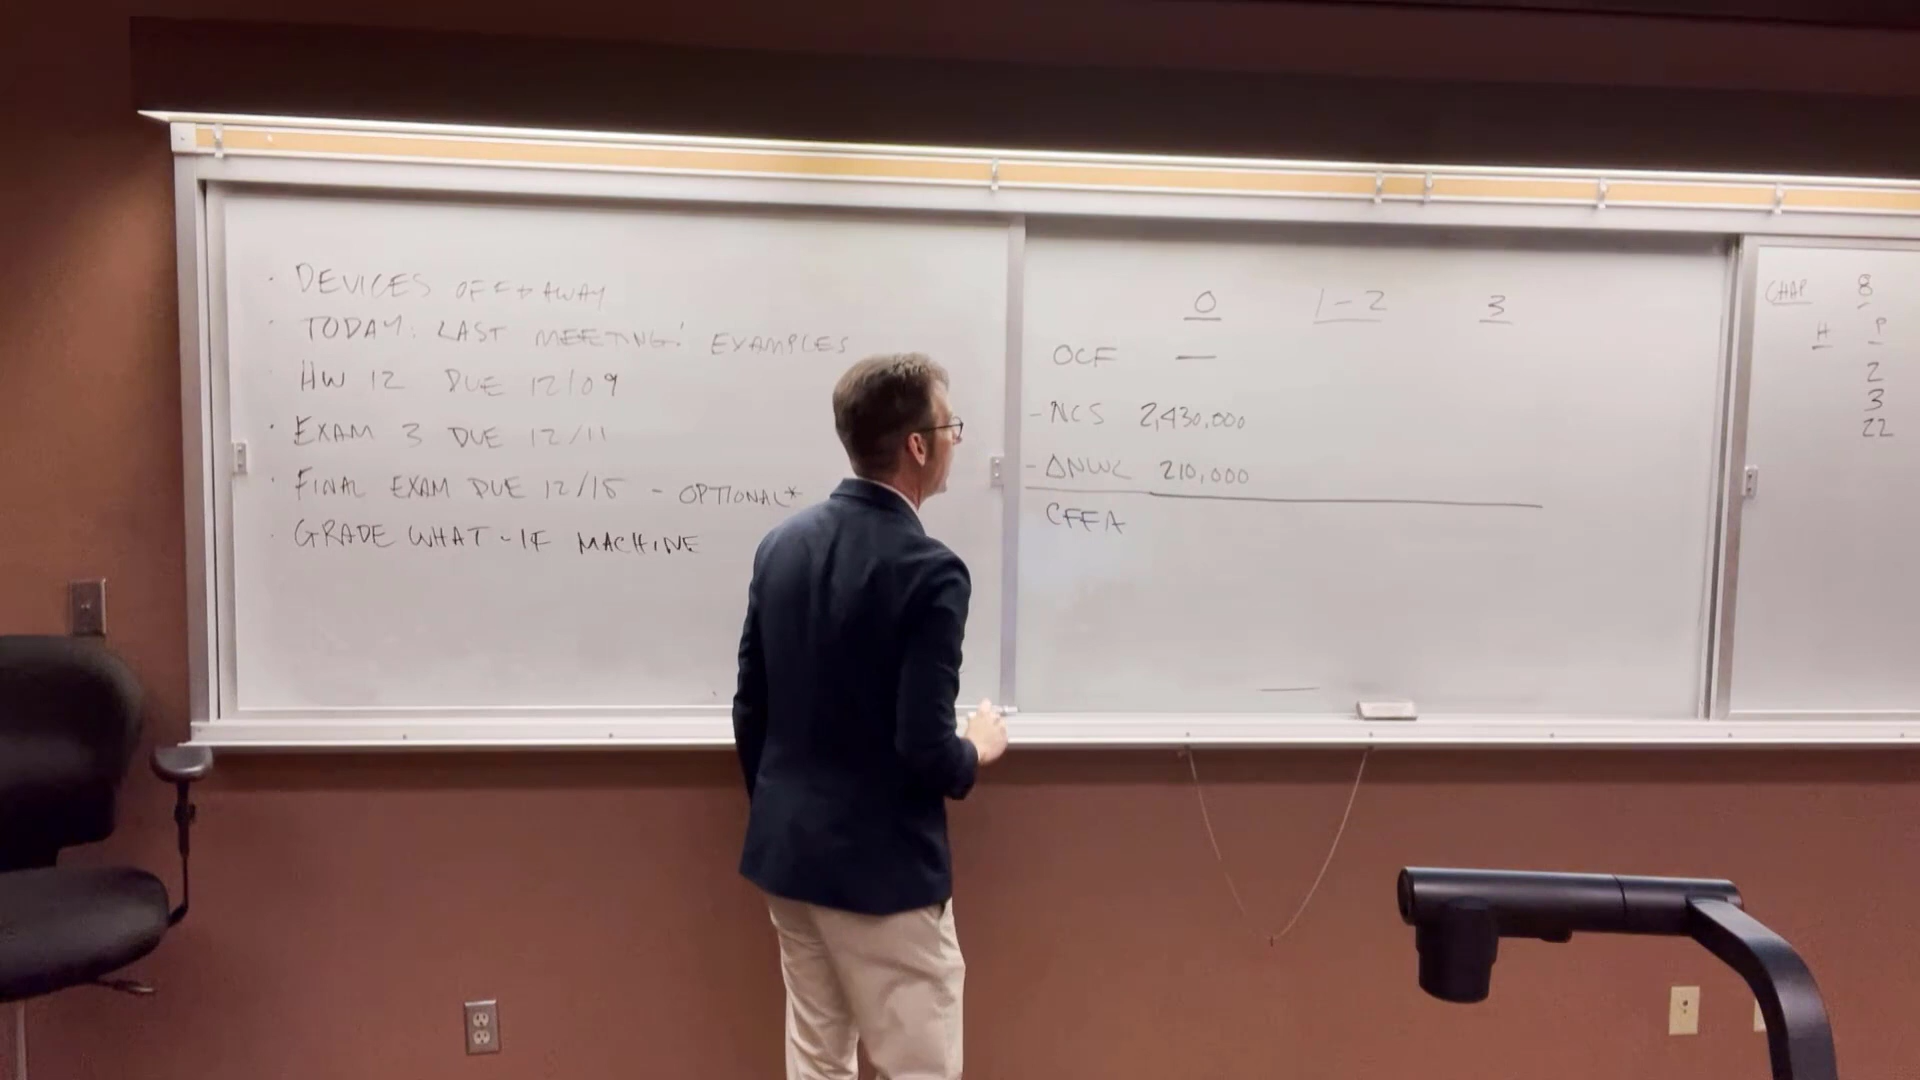 · DEVICES OFF + AWAY
· TODAY: LAST MEETING! EXAMPLES
· HW 12 DUE 12/09
· EXAM 3 DUE 12/11
· FINAL EXAM DUE 12/15 - OPTIONAL*
· GRADE WHAT-IF MACHINE
0 1-2 3
OCF —
- NCS 2,430,000
- ΔNWC 210,000
CFFA
CHAP 8
H P
2
3
22